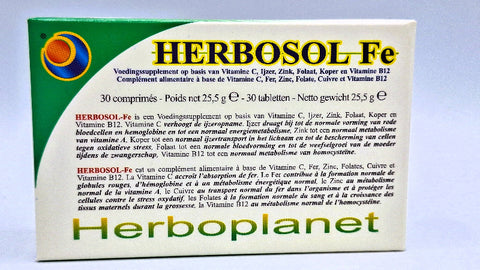 HERBOSOL-Fe
Voedingssupplement op basis van Vitamine C, Ijzer, Zink, Folaat, Koper en Vitamine B12
Complément alimentaire à base de Vitamine C, Fer, Zinc, Folate, Cuivre et Vitamine B12
30 comprimés - Poids net 25,5 g e - 30 tabletten - Netto gewicht 25,5 g e
HERBOSOL-Fe is een Voedingssupplement op basis van Vitamine C, Ijzer, Zink, Folaat, Koper en
Vitamine B12. Vitamine C verhoogt de ijzeropname. Ijzer draagt bij tot de normale vorming van rode
bloedcellen en hemoglobine en tot een normaal energiemetabolisme, Zink tot een normaal metabolisme
van vitamine A, Koper tot een normaal ijzertransport in het lichaam en tot de bescherming van cellen
tegen oxidatieve stress, Folaat tot een normale bloedvorming en tot de weefselgroei van de moeder
tijdens de zwangerschap, Vitamine B12 tot een normaal metabolisme van homocysteïne.
HERBOSOL-Fe est un complément alimentaire à base de Vitamine C, Fer, Zinc, Folates, Cuivre et
Vitamine B12. La Vitamine C accroît l'absorption de fer. Le Fer contribue à la formation normale de
globules rouges, d'hémoglobine et à un métabolisme énergétique normal, le Zinc au métabolisme
normal de la vitamine A, le Cuivre au transport normal du fer dans l'organisme et à protéger les
cellules contre le stress oxydatif, les Folates à la formation normale du sang et à la croissance des
tissus maternels durant la grossesse, la Vitamine B12 au métabolisme normal de l'homocystéine.
Herboplanet